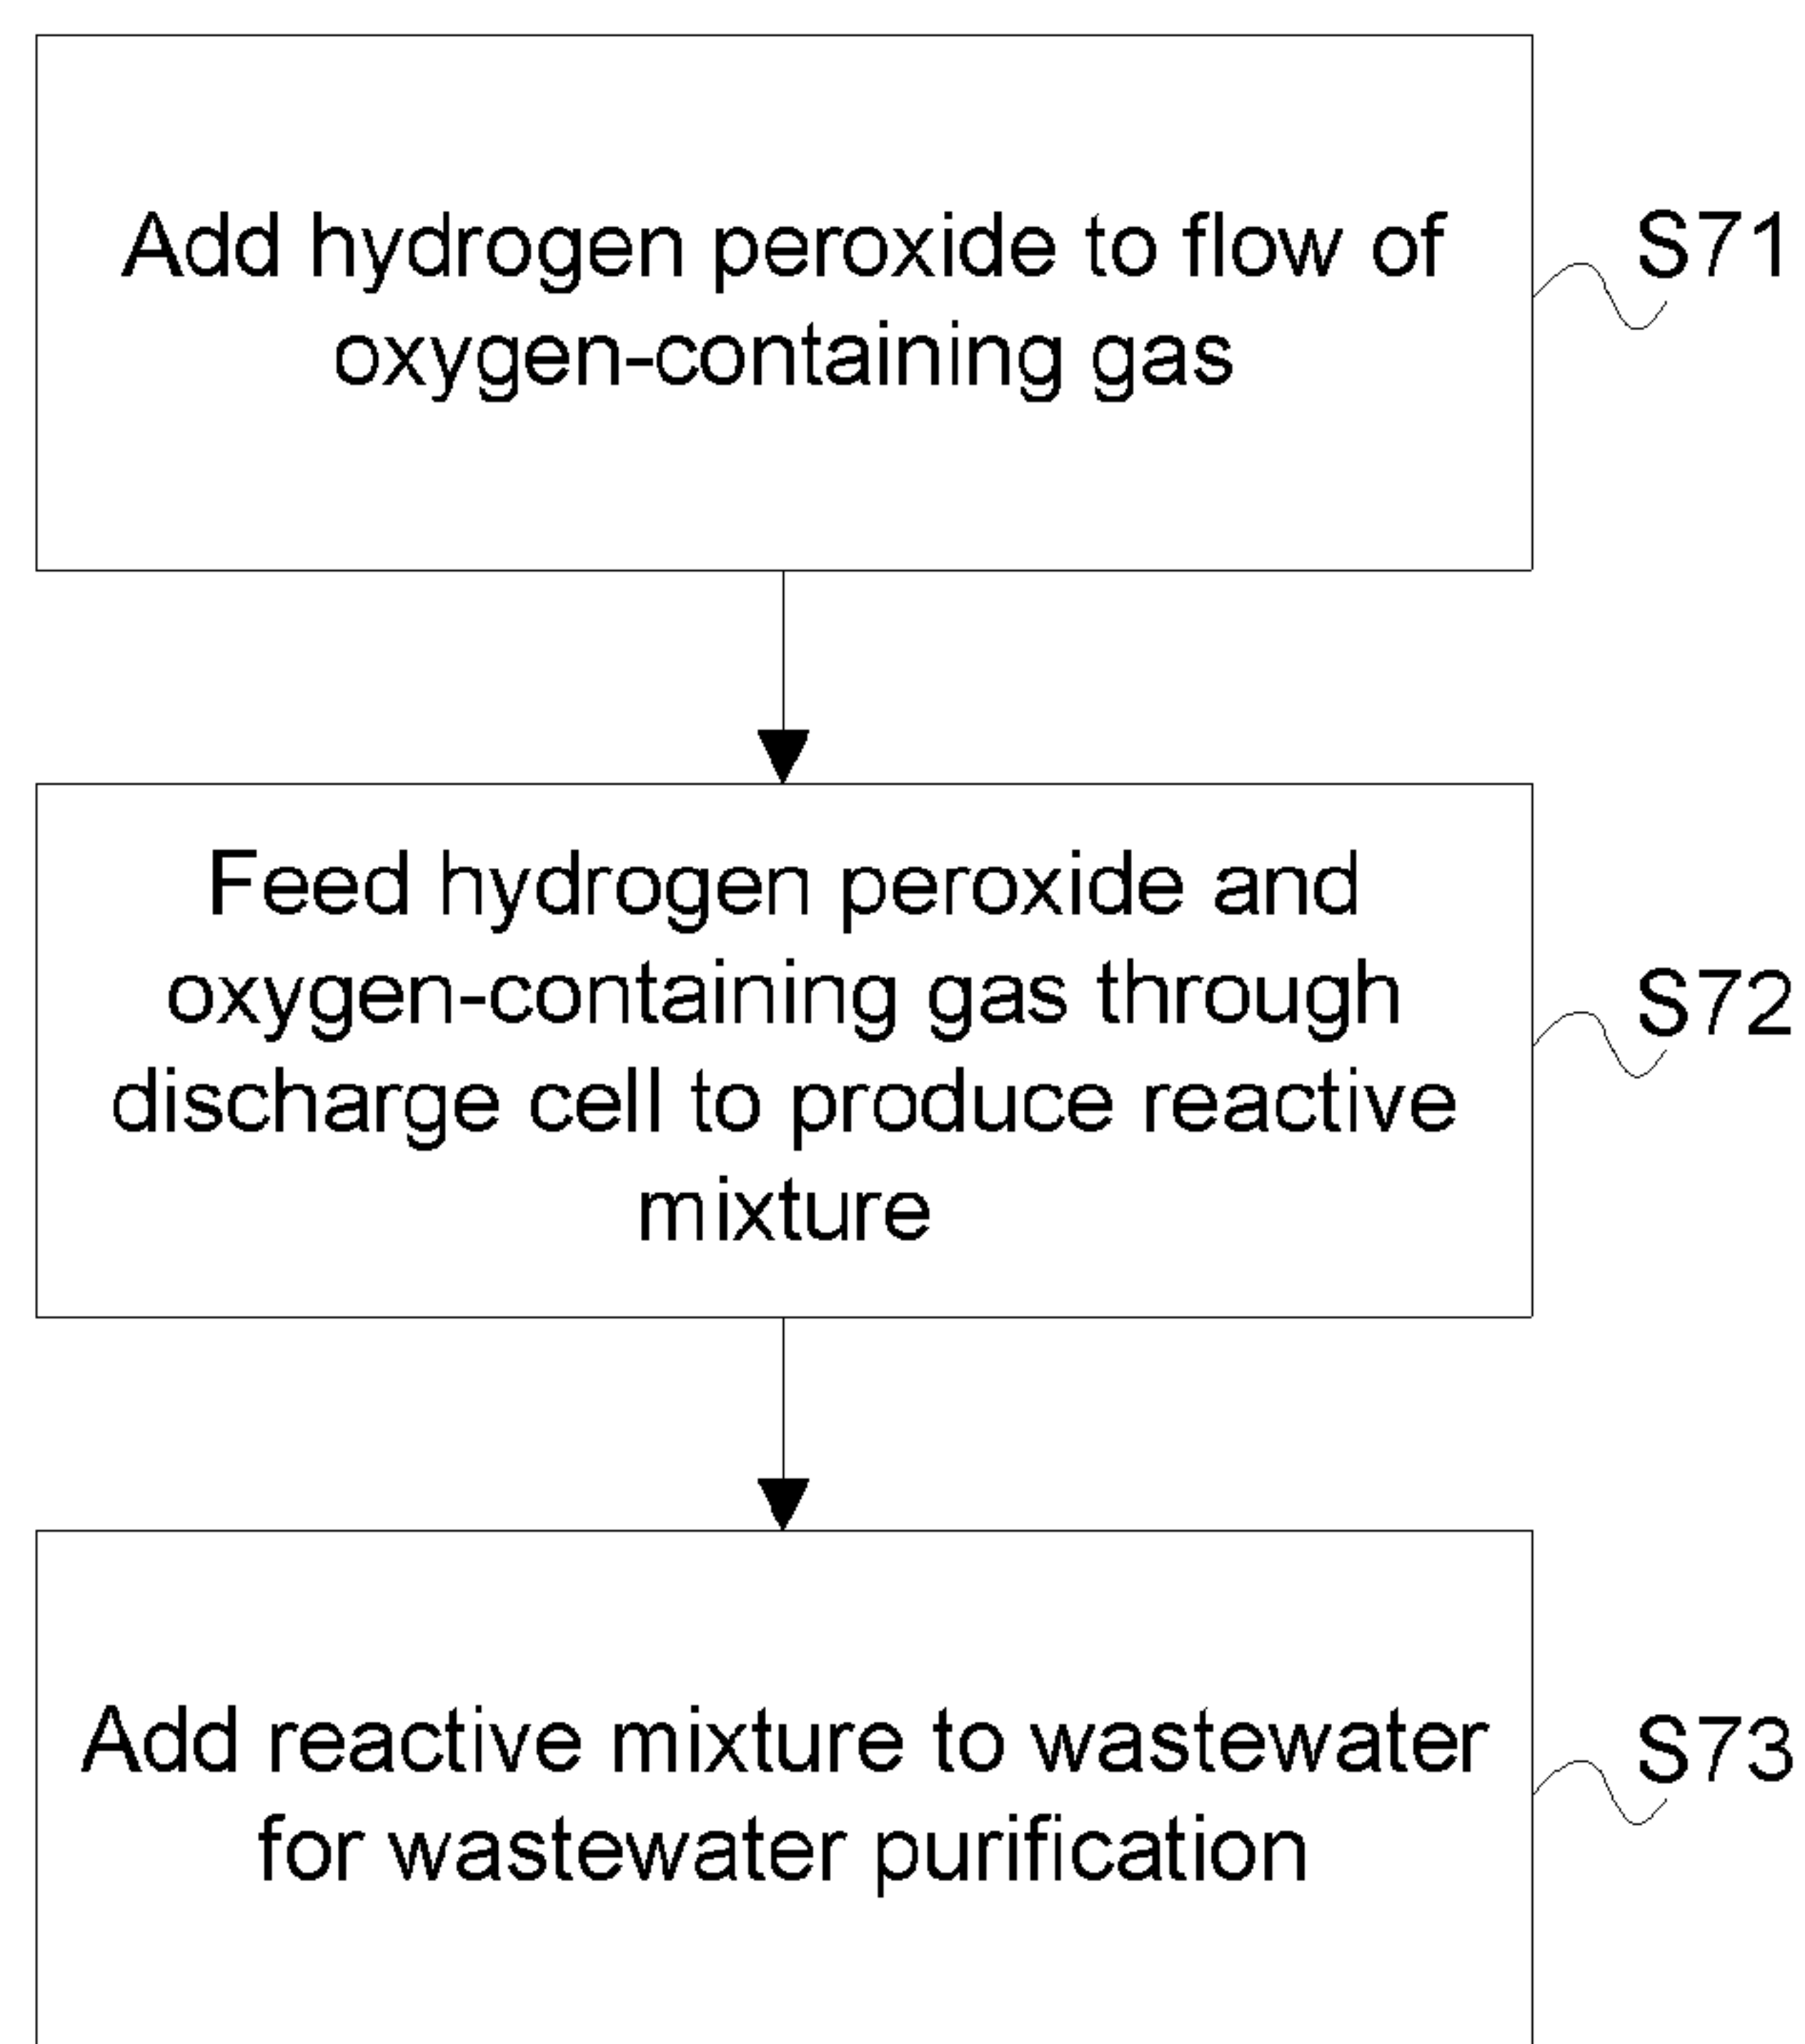 Add hydrogen peroxide to flow of
oxygen-containing gas
S71
Feed hydrogen peroxide and
oxygen-containing gas through
discharge cell to produce reactive
mixture
S72
Add reactive mixture to wastewater
for wastewater purification
S73